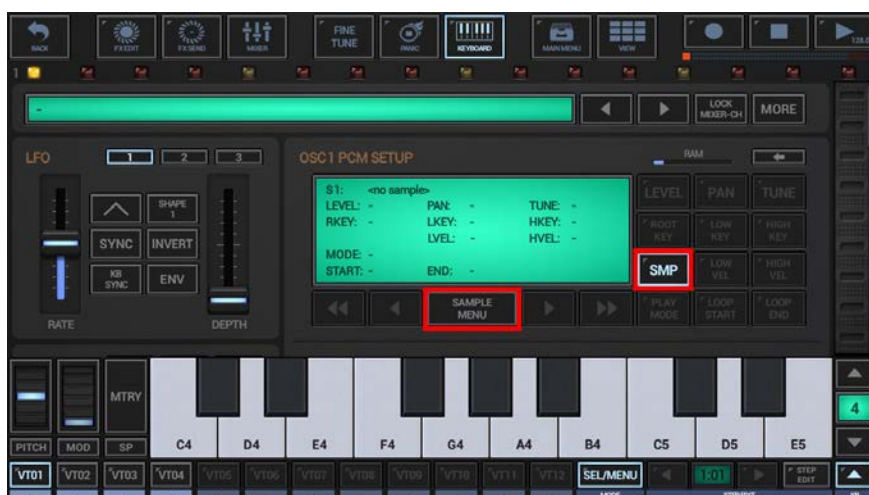 BACK FX EDIT FX SEND MIXER FINE TUNE PANIC KEYBOARD MAIN MENU VIEW 128.0
1
- LOCK MIXER-CH MORE
LFO 1 2 3
SHAPE 1
SYNC INVERT
KB SYNC ENV
RATE DEPTH
OSC1 PCM SETUP RAM
S1: <no sample>
LEVEL: - PAN: - TUNE: -
RKEY: - LKEY: - HKEY: -
LVEL: - HVEL: -
MODE: -
START: - END: -
LEVEL PAN TUNE
ROOT KEY LOW KEY HIGH KEY
SMP LOW VEL HIGH VEL
SAMPLE MENU PLAY MODE LOOP START LOOP END
MTRY
4
PITCH MOD SP C4 D4 E4 F4 G4 A4 B4 C5 D5 E5
VT01 VT02 VT03 VT04 VT05 VT06 VT07 VT08 VT09 VT10 VT11 VT12 SEL/MENU 1:01 STEP EDIT